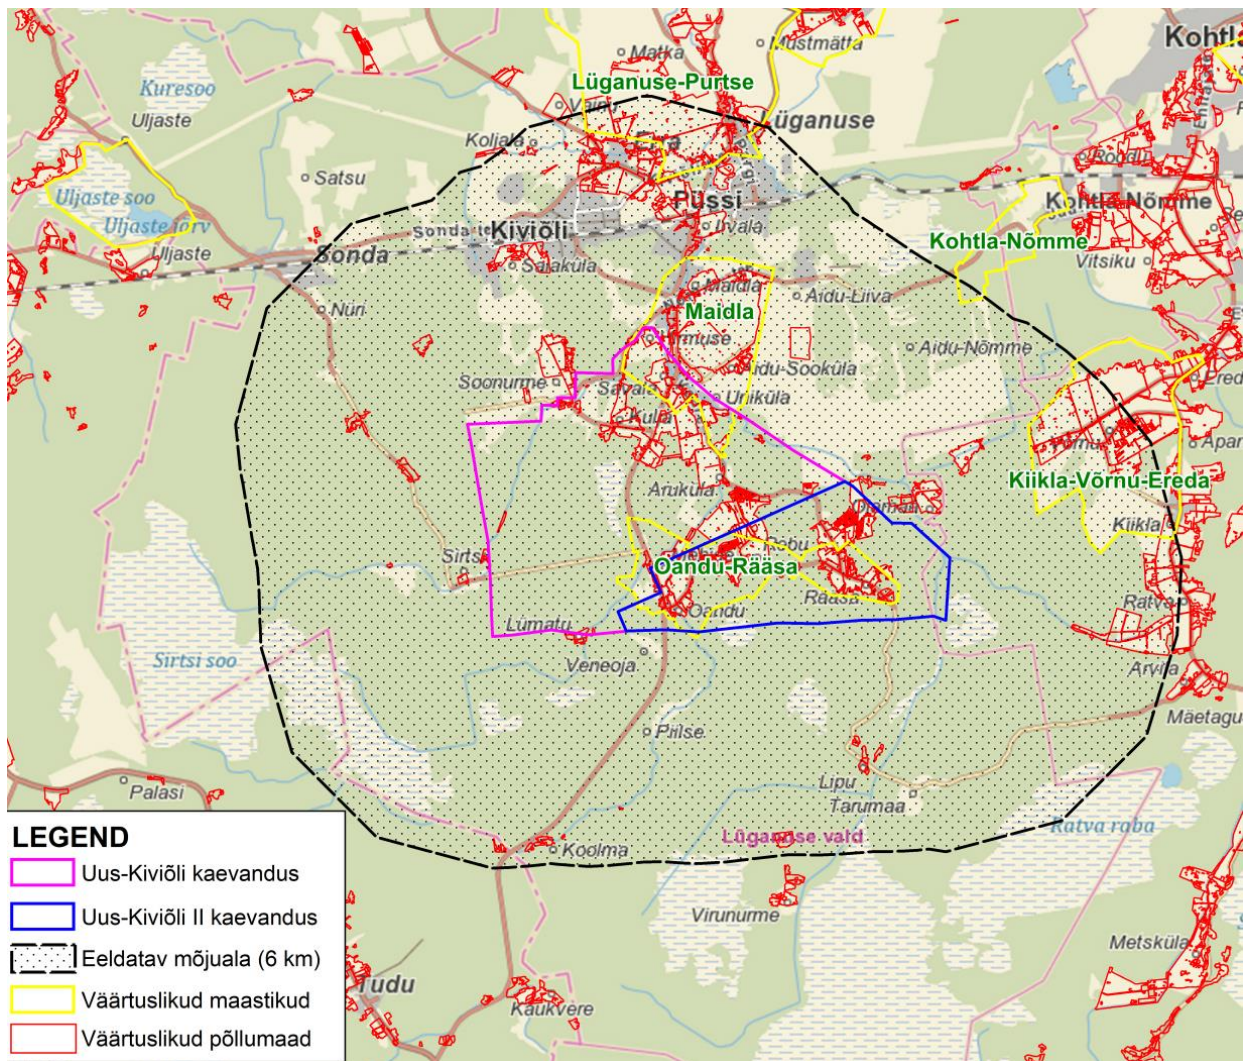 Matka
Mustmätta
Kohtla
Lüganuse-Purtse
Kuresoo
Uljaste
Lüganuse
Koljala
Satsu
Püssi
Uljaste soo
Uljaste järv
Uljaste
Kohtla-Nõmme
Kiviõli
Irvala
Kohtla-Nõmme
Vitsiku
Sonda
Salaküla
Maidla
Aidu-Liiva
Nüri
Maidla
Aidu-Nõmme
Soonurme
Savala
Aidu-Sooküla
Uniküla
Aruküla
Kiikla-Võrnu-Ereda
Kiikla
Sirtsi
Oandu-Rääsa
Rääsa
Oandu
Ratva
Lümatu
Sirtsi soo
Veneoja
Arvila
Mäetagu
Piilse
Palasi
Lipu
Tarumaa
Ratva raba
Lüganuse vald
Koolma
Virunurme
Metsküla
Tudu
Kaukvere
LEGEND
Uus-Kiviõli kaevandus
Uus-Kiviõli II kaevandus
Eeldatav mõjuala (6 km)
Väärtuslikud maastikud
Väärtuslikud põllumaad